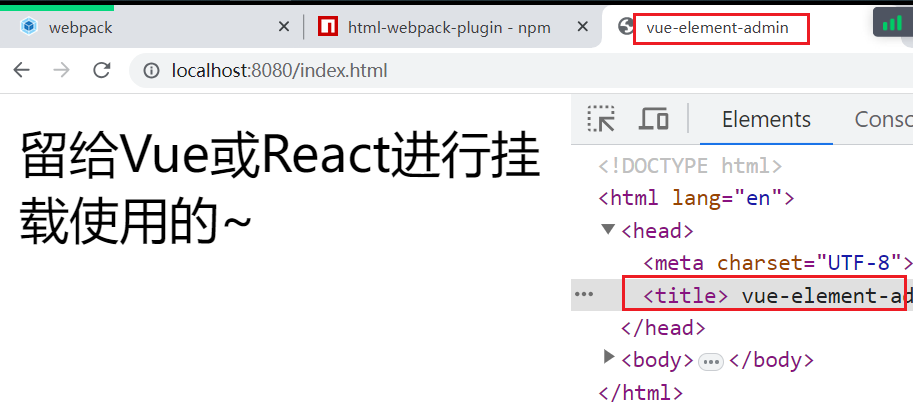 webpack
html-webpack-plugin - npm
vue-element-admin
localhost:8080/index.html
留给Vue或React进行挂
载使用的~
Elements
Conso
<!DOCTYPE html>
<html lang="en">
<head>
<meta charset="UTF-8">
<title> vue-element-ad
</head>
<body> … </body>
</html>